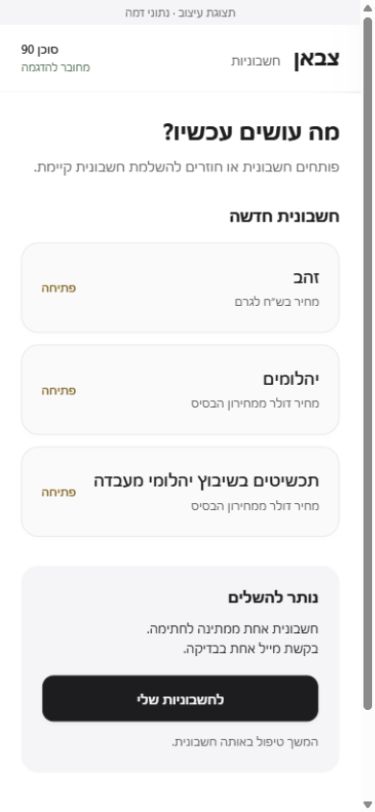 תצוגת עיצוב · נתוני דמה
צבאן חשבוניות
סוכן 90
מחובר להדגמה
מה עושים עכשיו?
פותחים חשבונית או חוזרים להשלמת חשבונית קיימת.
חשבונית חדשה
זהב
מחיר בש״ח לגרם
פתיחה
יהלומים
מחיר דולר ממחירון הבסיס
פתיחה
תכשיטים בשיבוץ יהלומי מעבדה
מחיר דולר ממחירון הבסיס
פתיחה
נותר להשלים
חשבונית אחת ממתינה לחתימה.
בקשת מייל אחת בבדיקה.
לחשבוניות שלי
המשך טיפול באותה חשבונית.